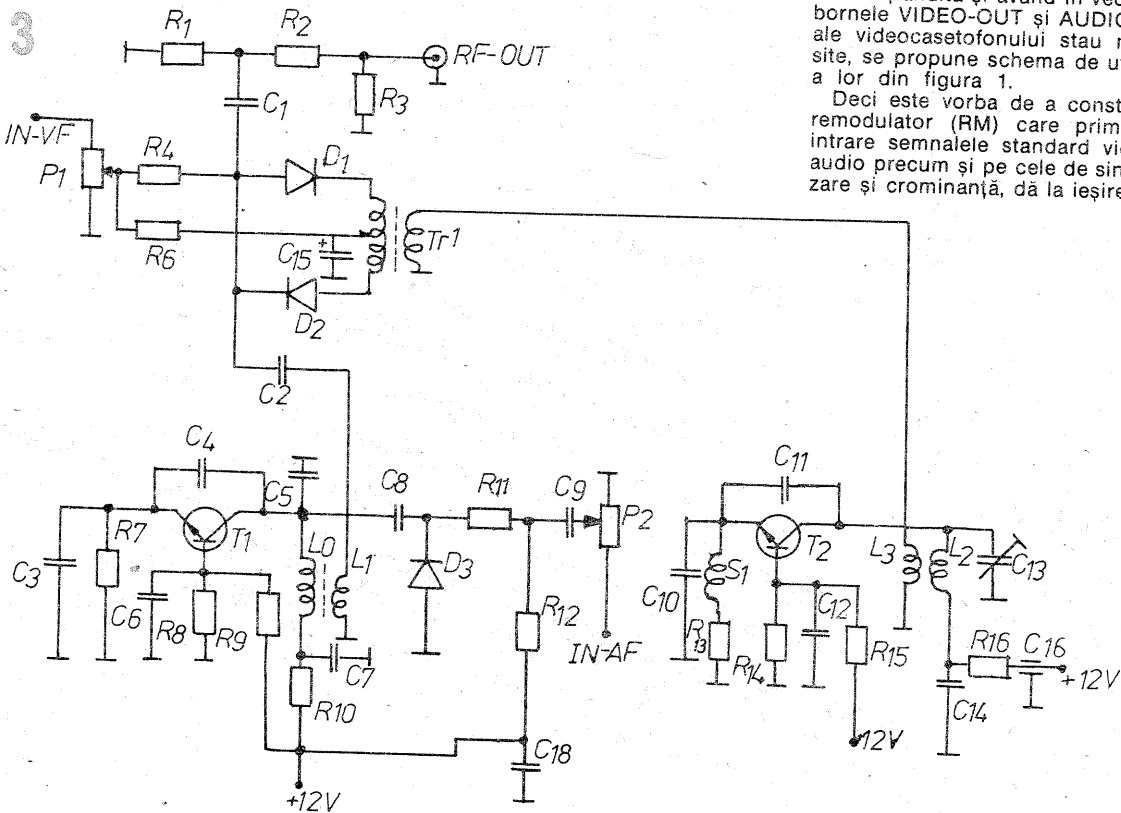 3
R1
R2
RF-OUT
R3
C1
IN-VF
P1
R4
D1
R6
C15
+
Tr1
D2
C2
și având în
bornele VIDEO-OUT și AUDIO
ale videocasetofonului stau
site, se propune schema de
a lor din figura 1.
Deci este vorba de a const
remodulator (RM) care prim
intrare semnalele standard vi
audio precum și pe cele de sin
zare și crominanță, dă la ieșire
C4
C5
C8
R11
C9
P2
C11
R7
T1
C3
C6
R8
R9
L0
L1
D3
R12
IN-AF
C7
R10
C18
+12V
T2
L3
L2
C13
S1
C10
C12
R13
R14
R15
R16
C16
+12V
C14
12V